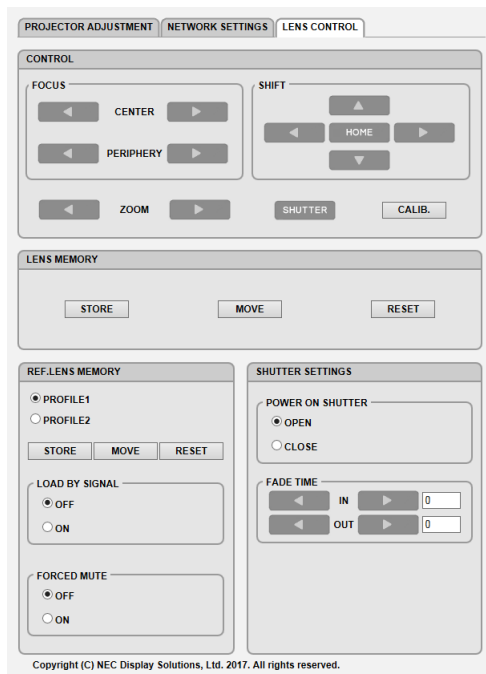 PROJECTOR ADJUSTMENT NETWORK SETTINGS LENS CONTROL
CONTROL
FOCUS
CENTER
PERIPHERY
SHIFT
HOME
ZOOM
SHUTTER
CALIB.
LENS MEMORY
STORE MOVE RESET
REF.LENS MEMORY
PROFILE1
PROFILE2
STORE MOVE RESET
LOAD BY SIGNAL
OFF
ON
FORCED MUTE
OFF
ON
SHUTTER SETTINGS
POWER ON SHUTTER
OPEN
CLOSE
FADE TIME
IN 0
OUT 0
Copyright (C) NEC Display Solutions, Ltd. 2017. All rights reserved.